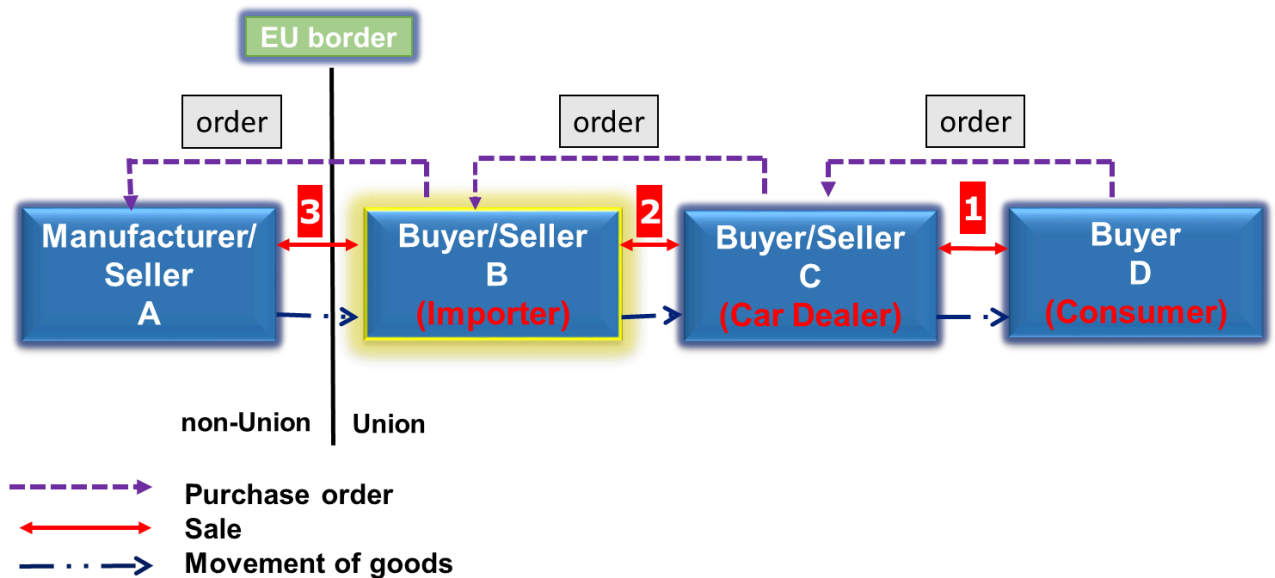 EU border
order
order
order
3
2
1
Manufacturer/
Seller
A
Buyer/Seller
B
(Importer)
Buyer/Seller
C
(Car Dealer)
Buyer
D
(Consumer)
non-Union
Union
Purchase order
Sale
Movement of goods